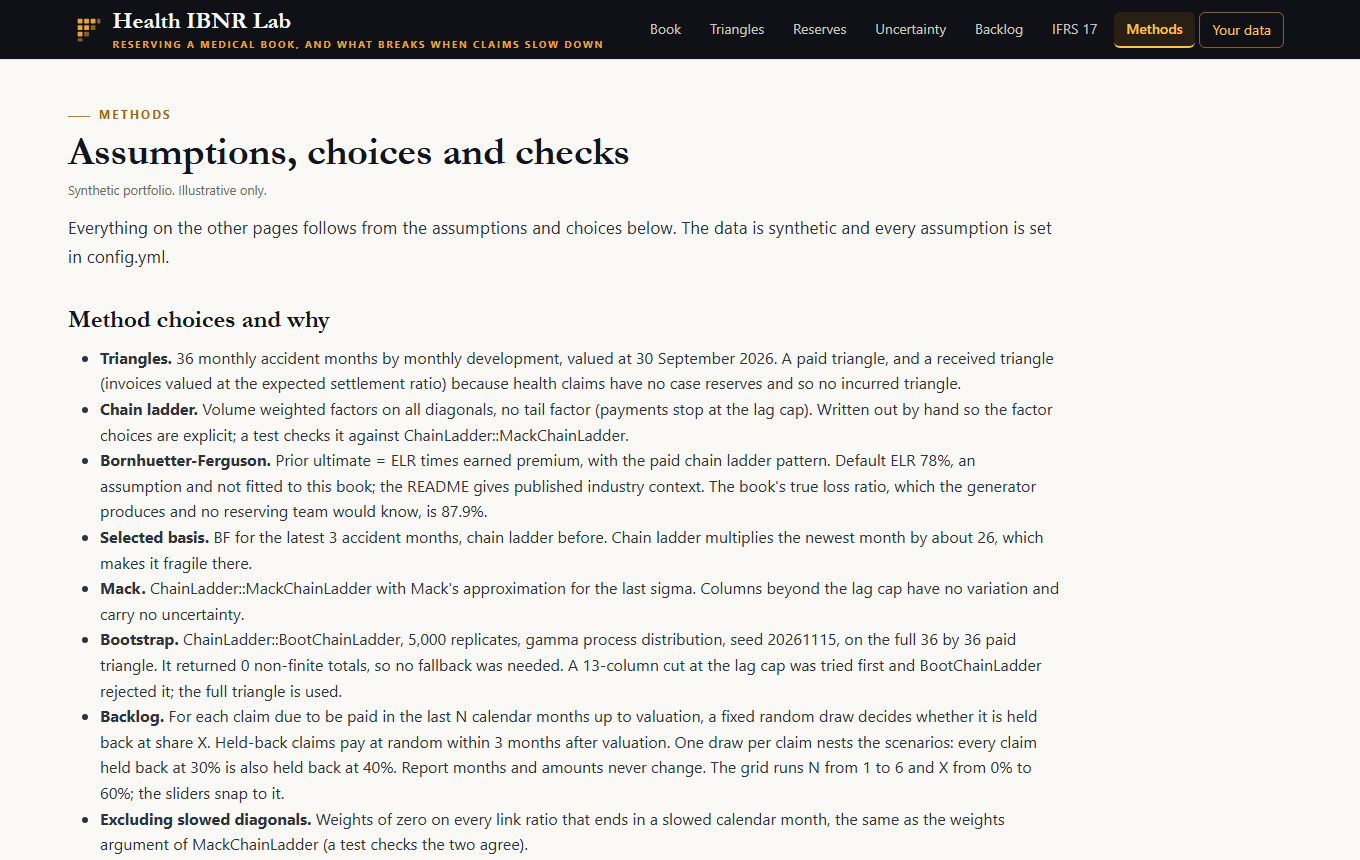 Health IBNR Lab
RESERVING A MEDICAL BOOK, AND WHAT BREAKS WHEN CLAIMS SLOW DOWN
Book Triangles Reserves Uncertainty Backlog IFRS 17 Methods Your data
METHODS
Assumptions, choices and checks
Synthetic portfolio. Illustrative only.
Everything on the other pages follows from the assumptions and choices below. The data is synthetic and every assumption is set
in config.yml.
Method choices and why
• Triangles. 36 monthly accident months by monthly development, valued at 30 September 2026. A paid triangle, and a received triangle
(invoices valued at the expected settlement ratio) because health claims have no case reserves and so no incurred triangle.
• Chain ladder. Volume weighted factors on all diagonals, no tail factor (payments stop at the lag cap). Written out by hand so the factor
choices are explicit; a test checks it against ChainLadder::MackChainLadder.
• Bornhuetter-Ferguson. Prior ultimate = ELR times earned premium, with the paid chain ladder pattern. Default ELR 78%, an
assumption and not fitted to this book; the README gives published industry context. The book's true loss ratio, which the generator
produces and no reserving team would know, is 87.9%.
• Selected basis. BF for the latest 3 accident months, chain ladder before. Chain ladder multiplies the newest month by about 26, which
makes it fragile there.
• Mack. ChainLadder::MackChainLadder with Mack's approximation for the last sigma. Columns beyond the lag cap have no variation and
carry no uncertainty.
• Bootstrap. ChainLadder::BootChainLadder, 5,000 replicates, gamma process distribution, seed 20261115, on the full 36 by 36 paid
triangle. It returned 0 non-finite totals, so no fallback was needed. A 13-column cut at the lag cap was tried first and BootChainLadder
rejected it; the full triangle is used.
• Backlog. For each claim due to be paid in the last N calendar months up to valuation, a fixed random draw decides whether it is held
back at share X. Held-back claims pay at random within 3 months after valuation. One draw per claim nests the scenarios: every claim
held back at 30% is also held back at 40%. Report months and amounts never change. The grid runs N from 1 to 6 and X from 0% to
60%; the sliders snap to it.
• Excluding slowed diagonals. Weights of zero on every link ratio that ends in a slowed calendar month, the same as the weights
argument of MackChainLadder (a test checks the two agree).